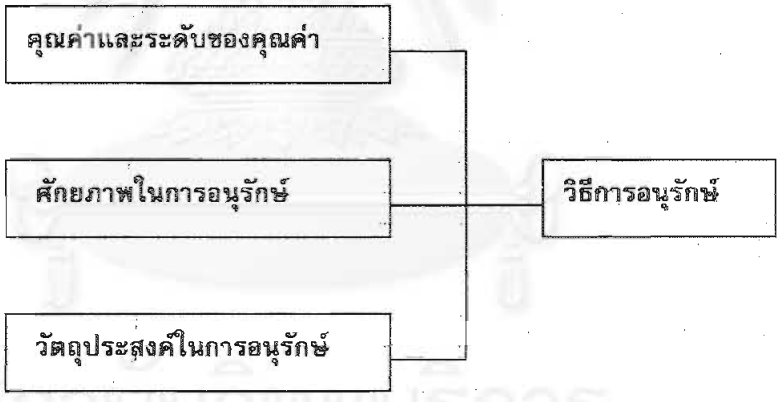 คุณค่าและระดับของคุณค่า
ศักยภาพในการอนุรักษ์
วิธีการอนุรักษ์
วัตถุประสงค์ในการอนุรักษ์